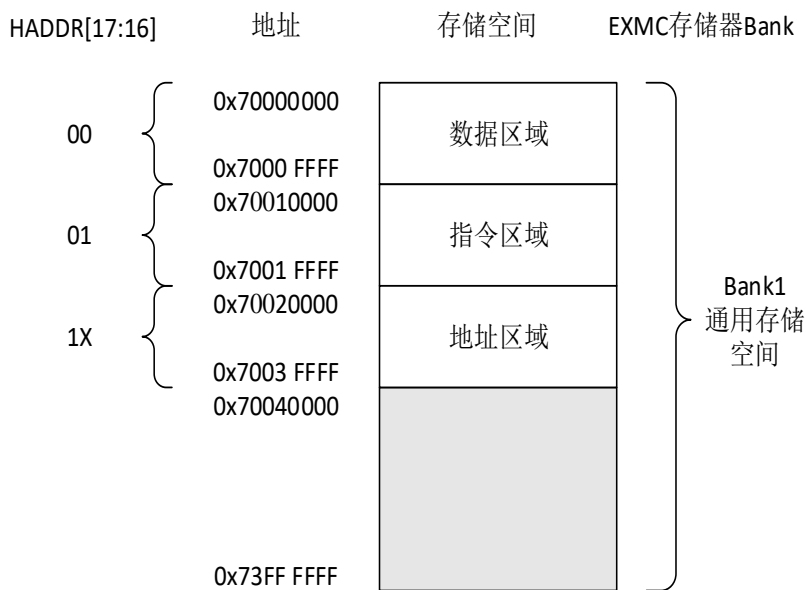 HADDR[17:16] 地址 存储空间 EXMC存储器Bank
0x70000000
00 数据区域
0x7000 FFFF
0x70010000
01 指令区域
0x7001 FFFF
0x70020000
1X 地址区域
0x7003 FFFF
0x70040000
Bank1
通用存储
空间
0x73FF FFFF